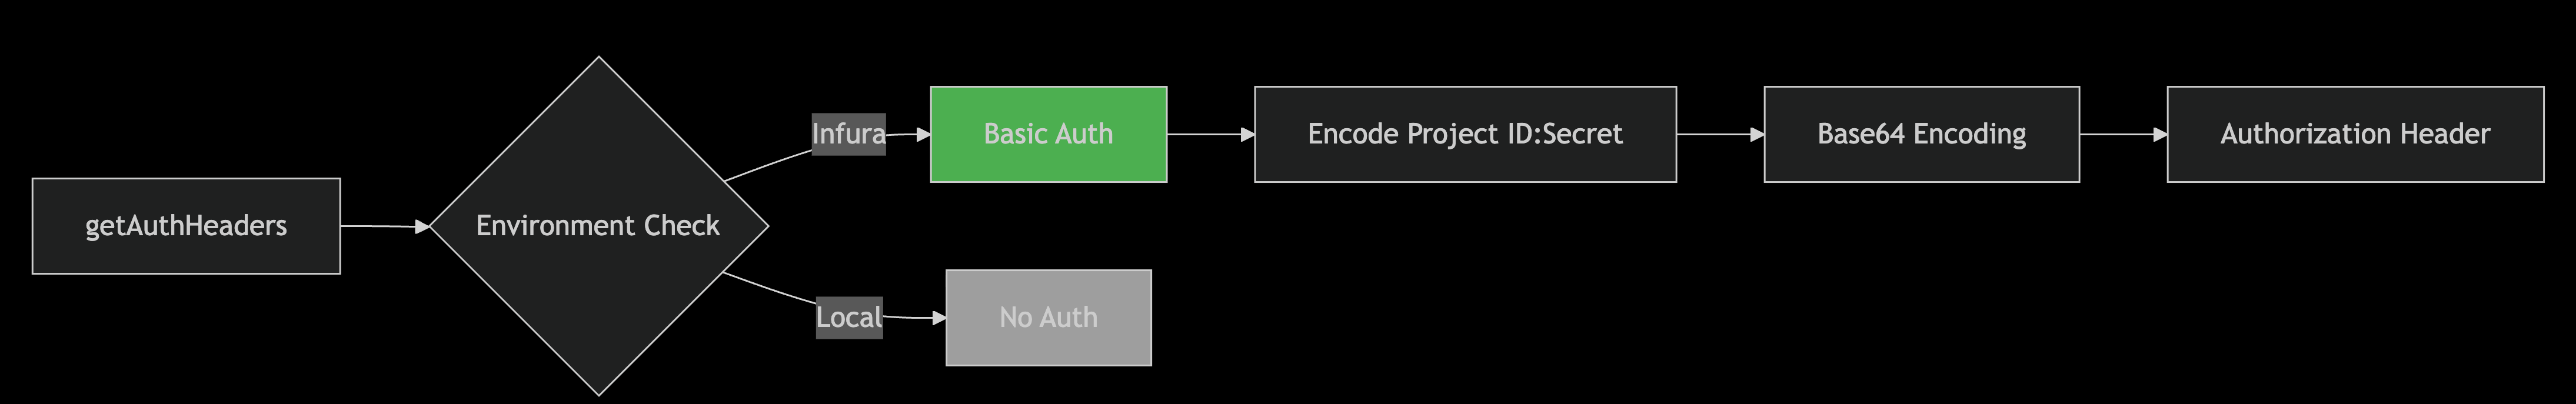 getAuthHeaders
Environment Check
Infura
Basic Auth
Encode Project ID:Secret
Base64 Encoding
Authorization Header
Local
No Auth